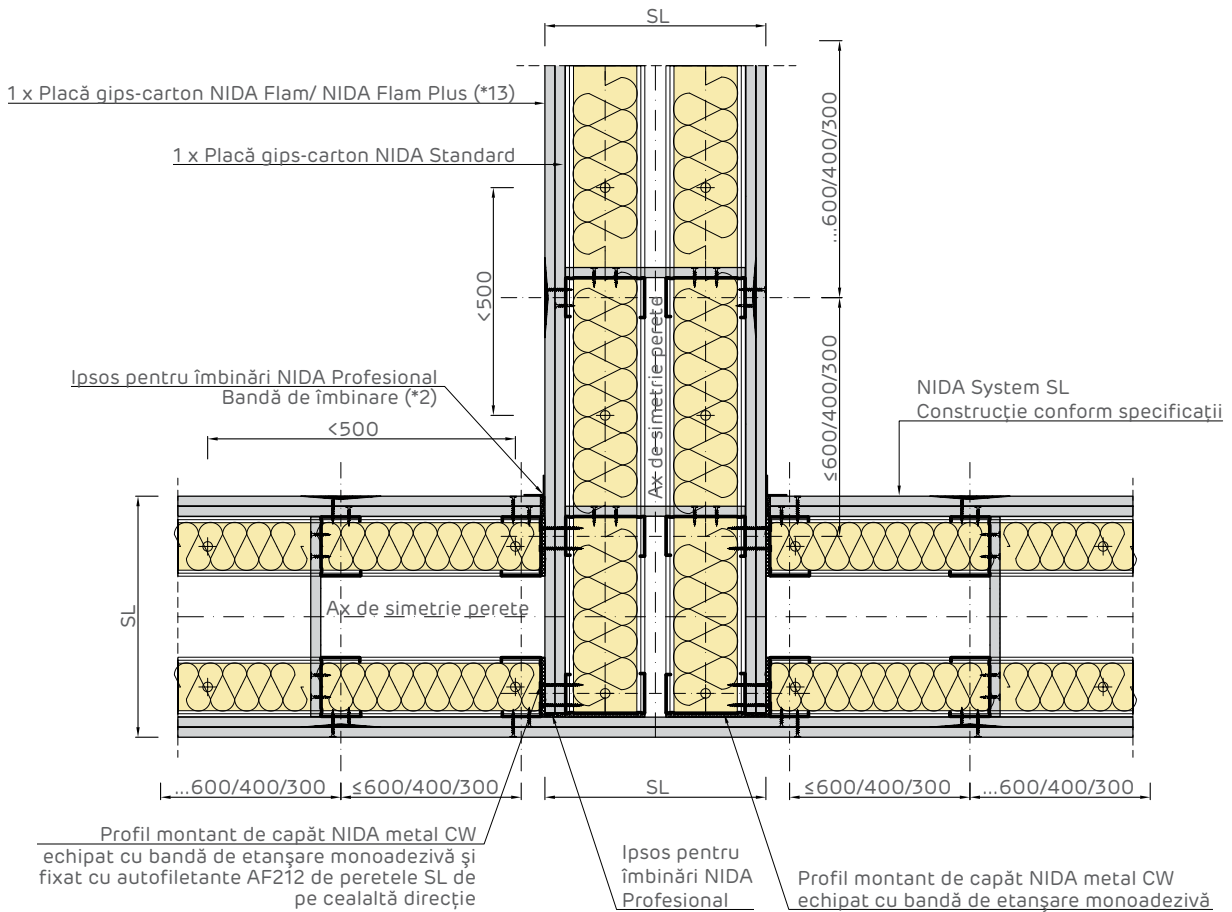 SL
1 x Placă gips-carton NIDA Flam/ NIDA Flam Plus (*13)
1 x Placă gips-carton NIDA Standard
...600/400/300
<500
Ax de simetrie perete
≤600/400/300
Ipsos pentru îmbinări NIDA Profesional
Bandă de îmbinare (*2)
<500
NIDA System SL
Construcție conform specificații
SL
Ax de simetrie perete
...600/400/300
≤600/400/300
SL
≤600/400/300
...600/400/300
Profil montant de capăt NIDA metal CW
echipat cu bandă de etanșare monoadezivă și
fixat cu autofiletante AF212 de peretele SL de
pe cealaltă direcție
Ipsos pentru
îmbinări NIDA
Profesional
Profil montant de capăt NIDA metal CW
echipat cu bandă de etanșare monoadezivă